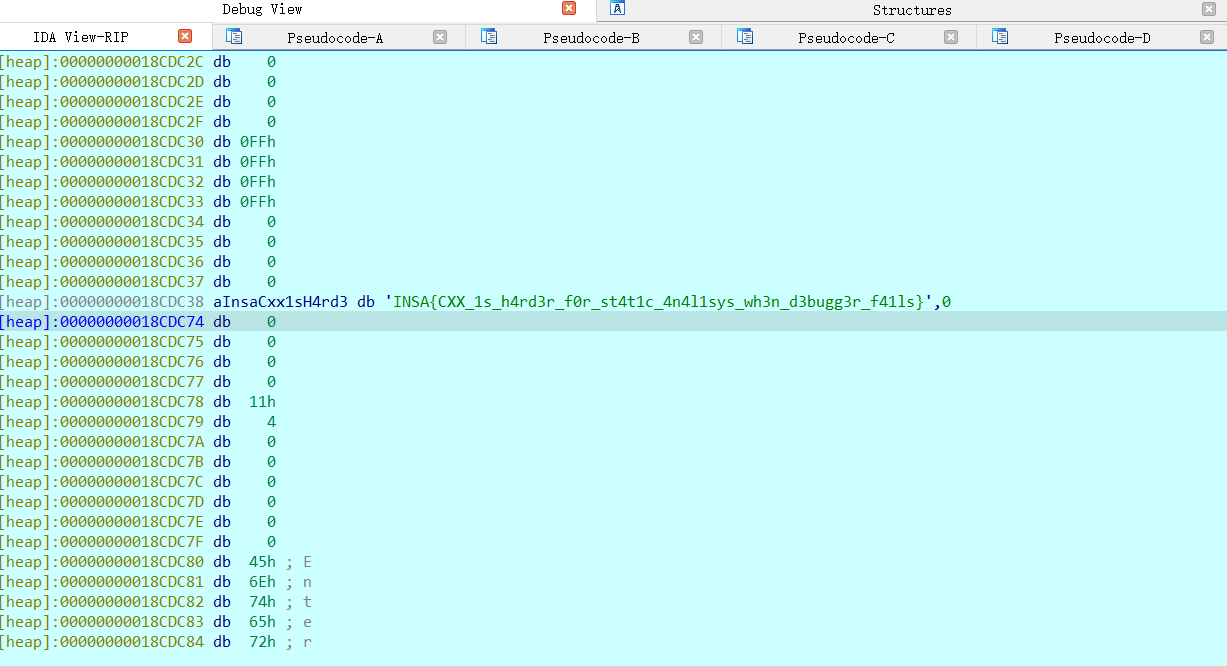 Debug View
Structures
IDA View-RIP Pseudocode-A Pseudocode-B Pseudocode-C Pseudocode-D
[heap]:00000000018CDC2C db 0
[heap]:00000000018CDC2D db 0
[heap]:00000000018CDC2E db 0
[heap]:00000000018CDC2F db 0
[heap]:00000000018CDC30 db 0FFh
[heap]:00000000018CDC31 db 0FFh
[heap]:00000000018CDC32 db 0FFh
[heap]:00000000018CDC33 db 0FFh
[heap]:00000000018CDC34 db 0
[heap]:00000000018CDC35 db 0
[heap]:00000000018CDC36 db 0
[heap]:00000000018CDC37 db 0
[heap]:00000000018CDC38 aInsaCxx1sH4rd3 db 'INSA{CXX_1s_h4rd3r_f0r_st4t1c_4n4l1sys_wh3n_d3bugg3r_f41ls}',0
[heap]:00000000018CDC74 db 0
[heap]:00000000018CDC75 db 0
[heap]:00000000018CDC76 db 0
[heap]:00000000018CDC77 db 0
[heap]:00000000018CDC78 db 11h
[heap]:00000000018CDC79 db 4
[heap]:00000000018CDC7A db 0
[heap]:00000000018CDC7B db 0
[heap]:00000000018CDC7C db 0
[heap]:00000000018CDC7D db 0
[heap]:00000000018CDC7E db 0
[heap]:00000000018CDC7F db 0
[heap]:00000000018CDC80 db 45h ; E
[heap]:00000000018CDC81 db 6Eh ; n
[heap]:00000000018CDC82 db 74h ; t
[heap]:00000000018CDC83 db 65h ; e
[heap]:00000000018CDC84 db 72h ; r